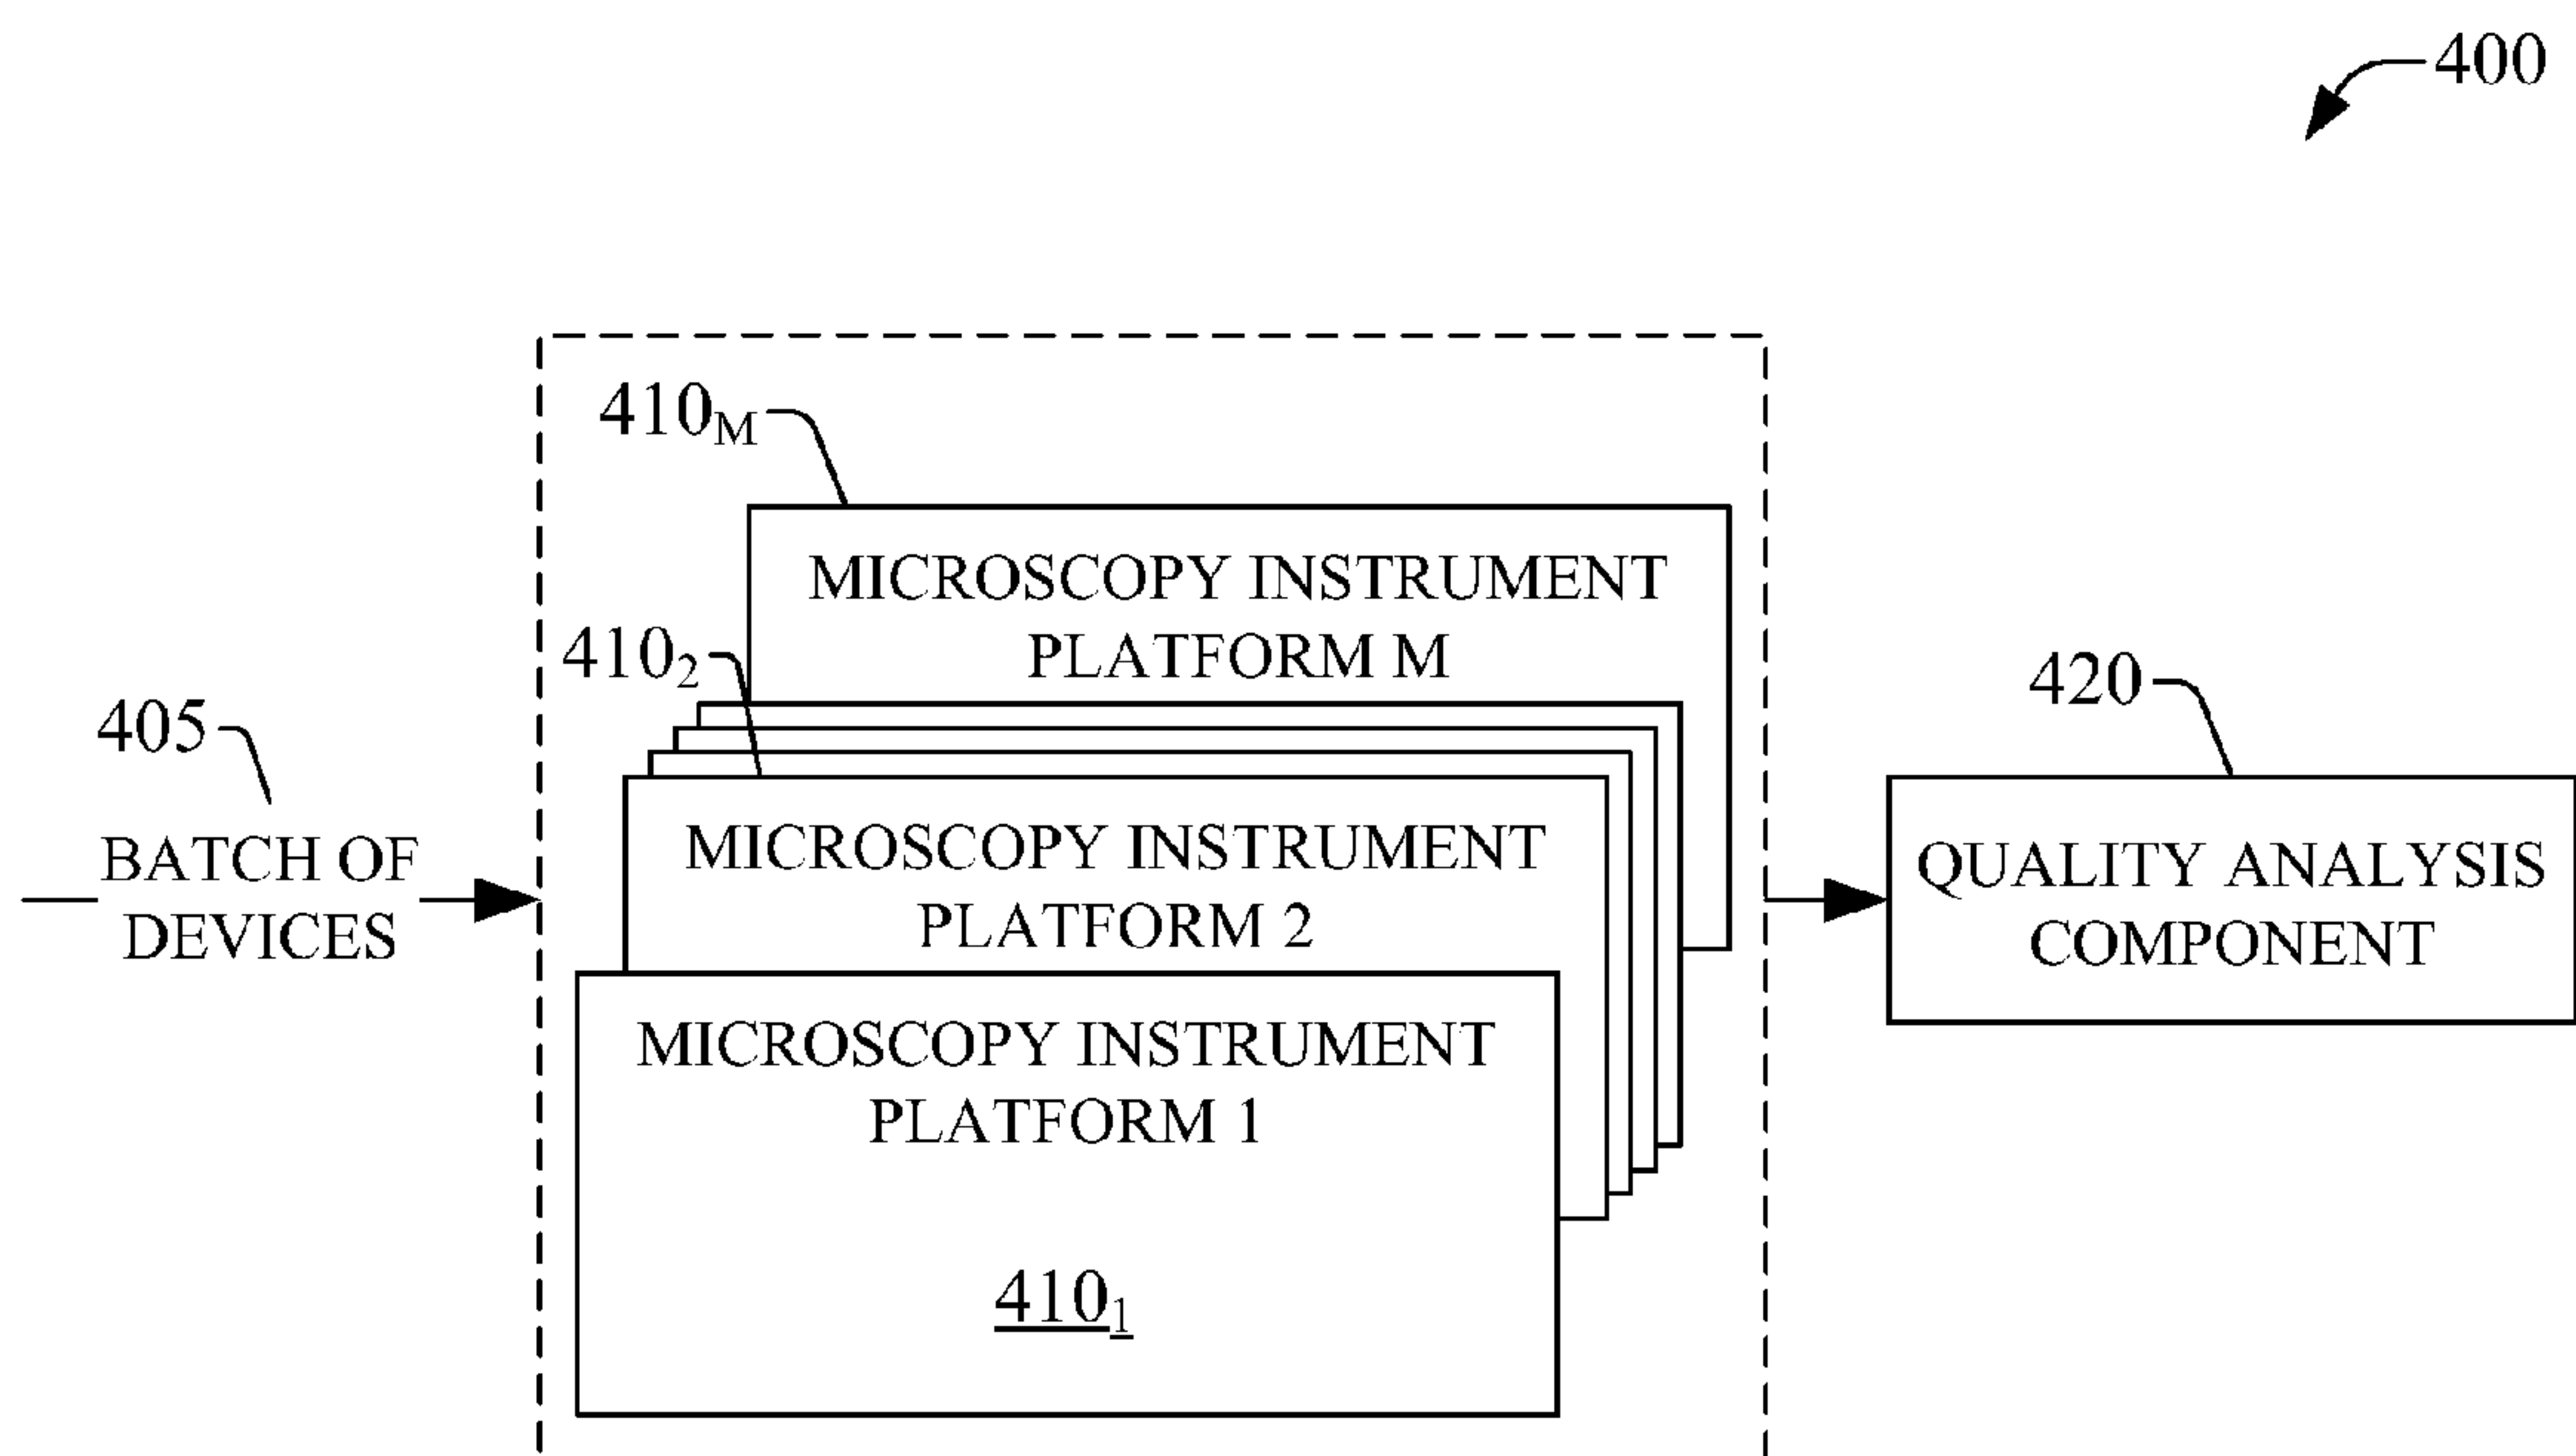 400
410M
MICROSCOPY INSTRUMENT
PLATFORM M
4102
MICROSCOPY INSTRUMENT
PLATFORM 2
MICROSCOPY INSTRUMENT
PLATFORM 1
4101
405
BATCH OF
DEVICES
420
QUALITY ANALYSIS
COMPONENT